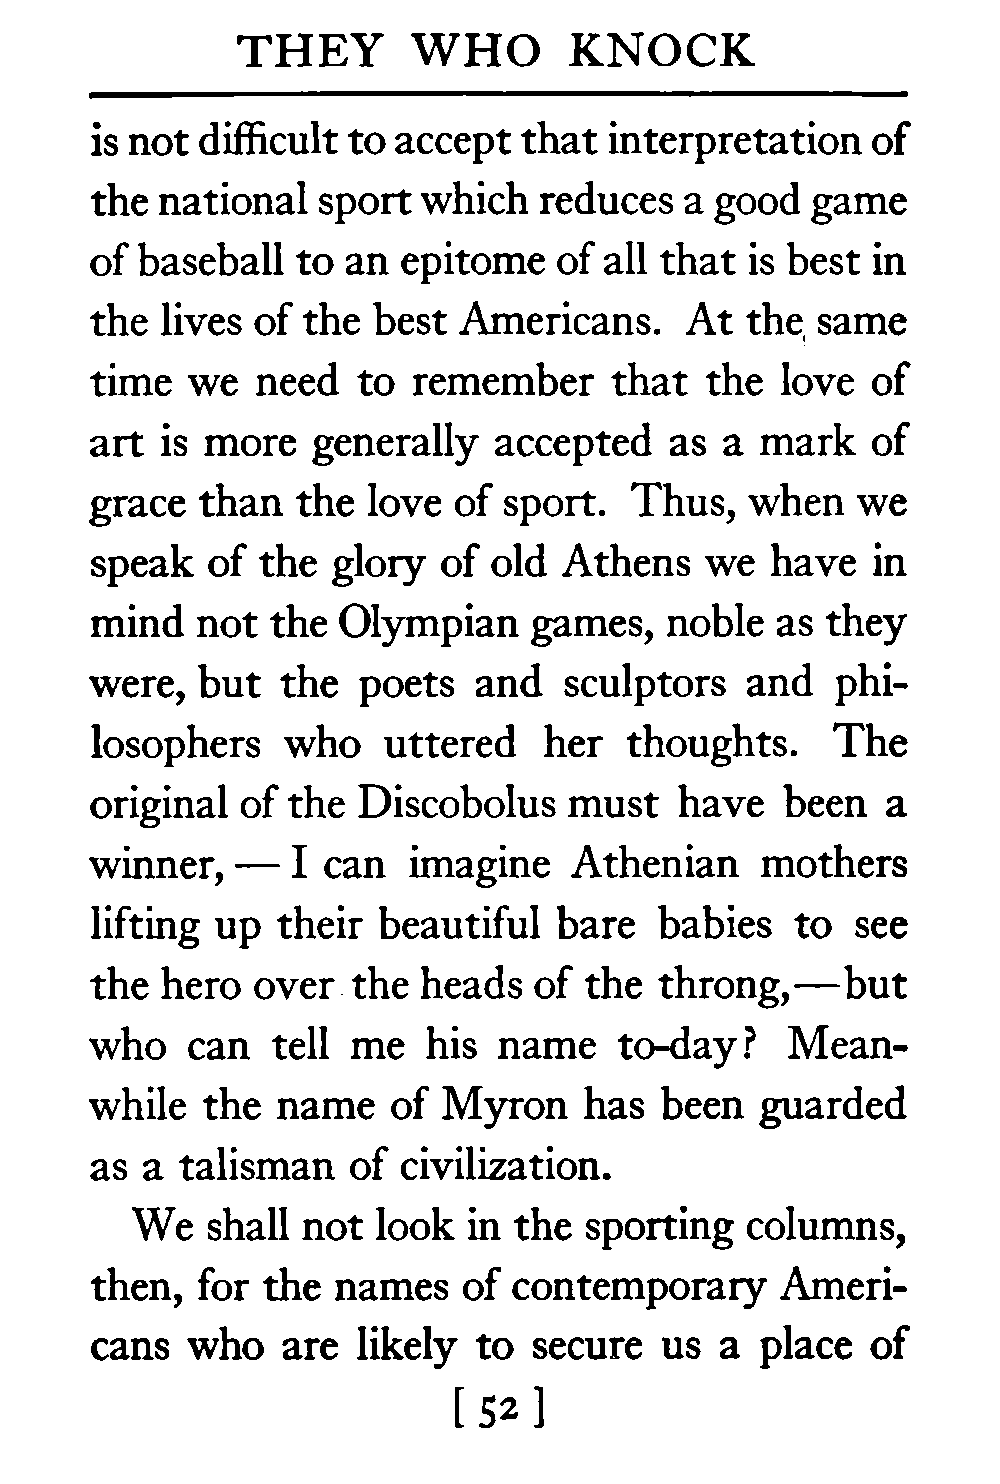 THEY WHO KNOCK
is not difficult to accept that interpretation of
the national sport which reduces a good game
of baseball to an epitome of all that is best in
the lives of the best Americans. At the same
time we need to remember that the love of
art is more generally accepted as a mark of
grace than the love of sport. Thus, when we
speak of the glory of old Athens we have in
mind not the Olympian games, noble as they
were, but the poets and sculptors and phi-
losophers who uttered her thoughts. The
original of the Discobolus must have been a
winner, — I can imagine Athenian mothers
lifting up their beautiful bare babies to see
the hero over the heads of the throng,—but
who can tell me his name to-day? Mean-
while the name of Myron has been guarded
as a talisman of civilization.
We shall not look in the sporting columns,
then, for the names of contemporary Ameri-
cans who are likely to secure us a place of
[ 52 ]